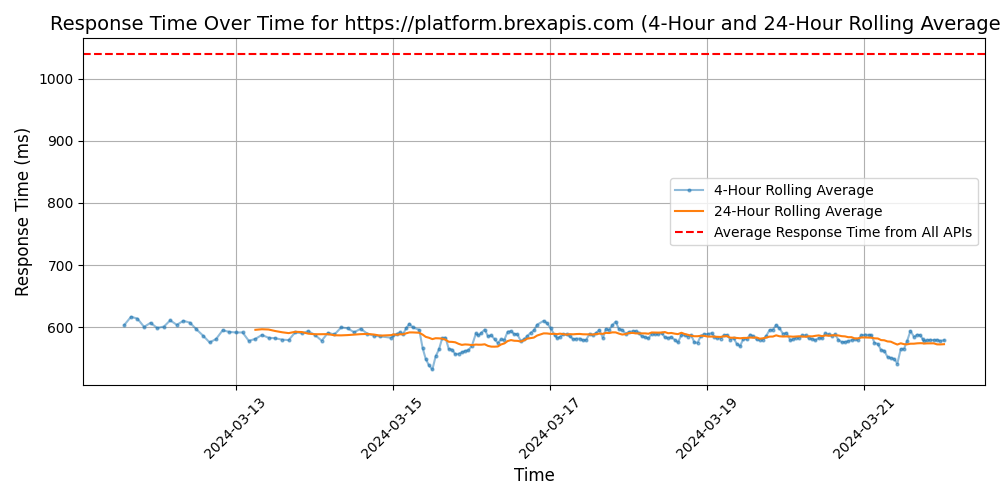 Response Time Over Time for https://platform.brexapis.com (4-Hour and 24-Hour Rolling Average
Response Time (ms)
1000
900
800
700
600
4-Hour Rolling Average
24-Hour Rolling Average
Average Response Time from All APIs
2024-03-13
2024-03-15
2024-03-17
2024-03-19
2024-03-21
Time